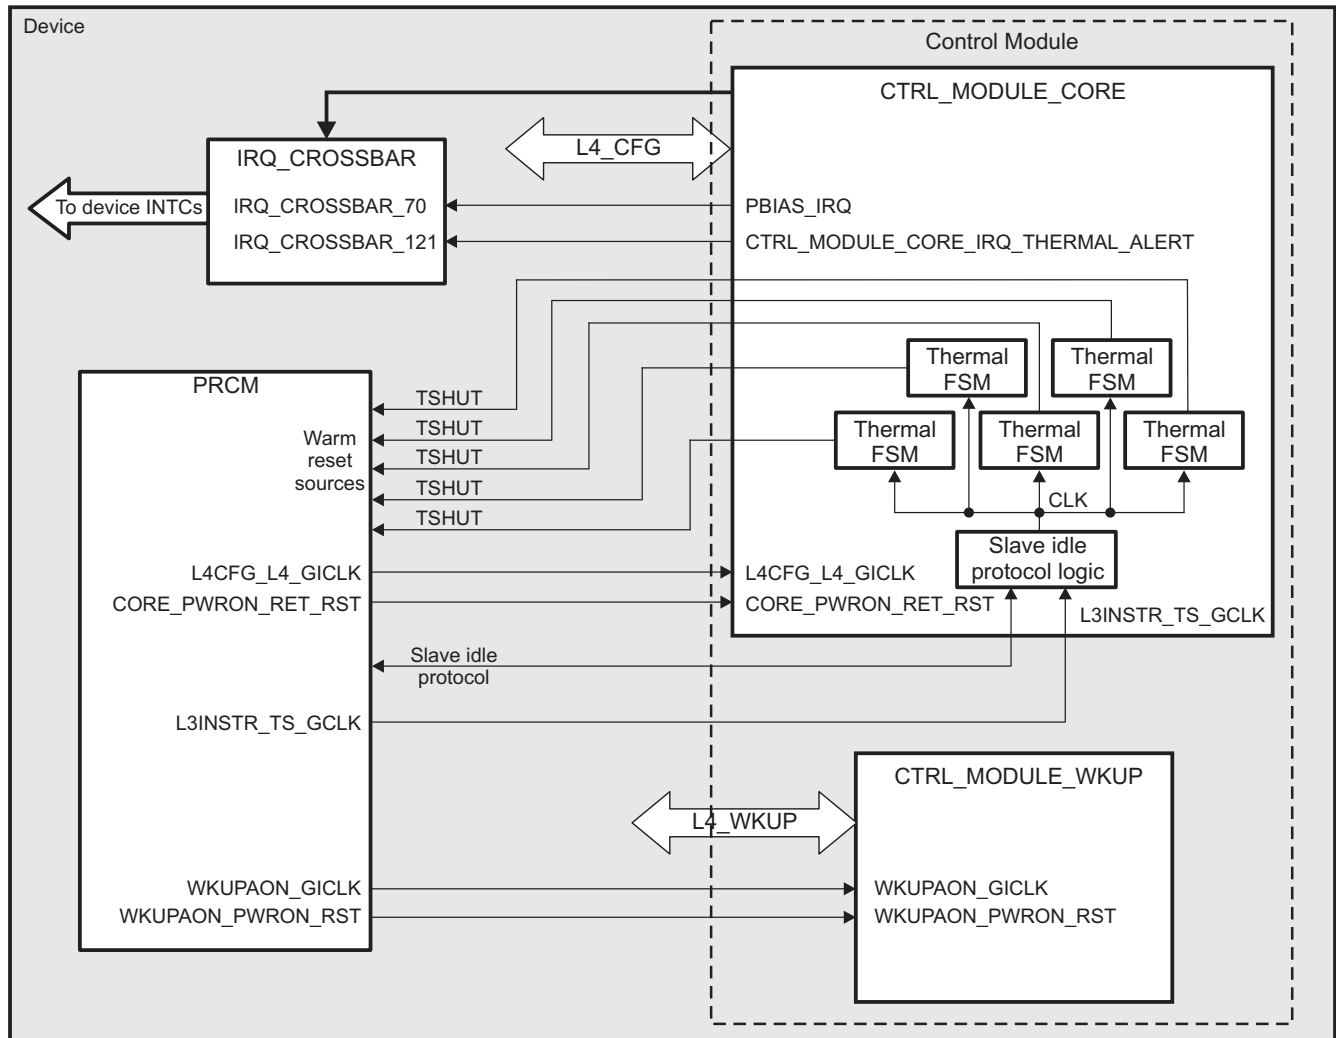 Device
Control Module
CTRL_MODULE_CORE
IRQ_CROSSBAR
L4_CFG
To device INTCs
IRQ_CROSSBAR_70
PBIAS_IRQ
IRQ_CROSSBAR_121
CTRL_MODULE_CORE_IRQ_THERMAL_ALERT
Thermal
FSM
Thermal
FSM
PRCM
TSHUT
Thermal
FSM
Thermal
FSM
Thermal
FSM
TSHUT
Warm
reset
sources
TSHUT
TSHUT
TSHUT
CLK
Slave idle
protocol logic
L4CFG_L4_GICLK
L4CFG_L4_GICLK
CORE_PWRON_RET_RST
CORE_PWRON_RET_RST
L3INSTR_TS_GCLK
Slave idle
protocol
L3INSTR_TS_GCLK
CTRL_MODULE_WKUP
L4_WKUP
WKUPAON_GICLK
WKUPAON_GICLK
WKUPAON_PWRON_RST
WKUPAON_PWRON_RST